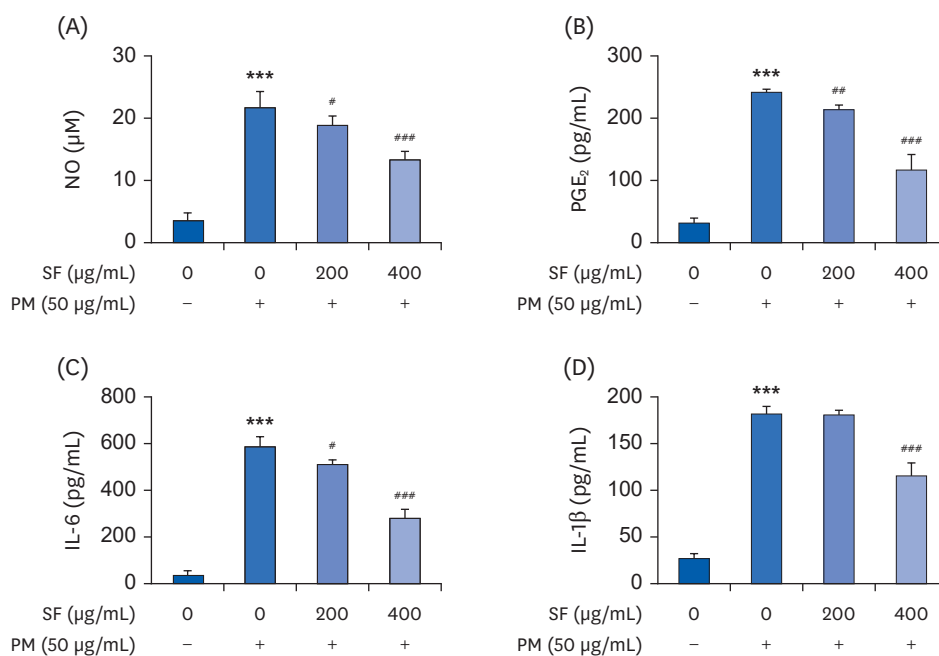 (A)
30
20
10
0
NO (µM)
***
#
###
SF (µg/mL) 0 0 200 400
PM (50 µg/mL) − + + +
(B)
300
200
100
0
PGE₂ (pg/mL)
***
##
###
SF (µg/mL) 0 0 200 400
PM (50 µg/mL) − + + +
(C)
800
600
400
200
0
IL-6 (pg/mL)
***
#
###
SF (µg/mL) 0 0 200 400
PM (50 µg/mL) − + + +
(D)
200
150
100
50
0
IL-1β (pg/mL)
***
###
SF (µg/mL) 0 0 200 400
PM (50 µg/mL) − + + +